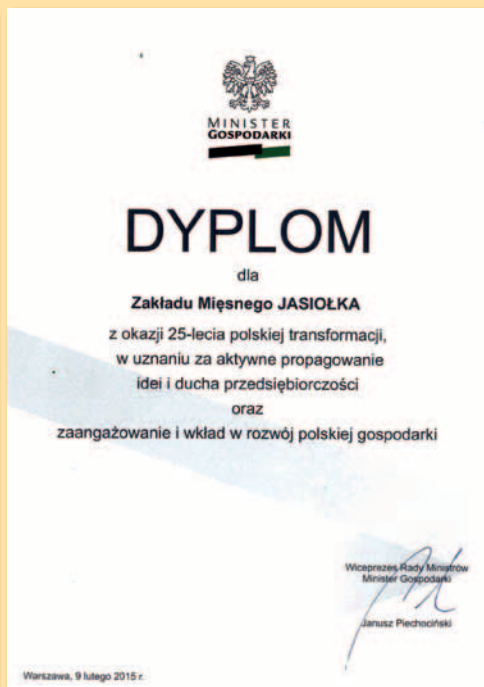 MINISTER
GOSPODARKI
DYPLOM
dla
Zakładu Mięsnego JASIOŁKA
z okazji 25-lecia polskiej transformacji,
w uznaniu za aktywne propagowanie
idei i ducha przedsiębiorczości
oraz
zaangażowanie i wkład w rozwój polskiej gospodarki
Wiceprezes Rady Ministrów
Minister Gospodarki
Janusz Piechociński
Warszawa, 9 lutego 2015 r.